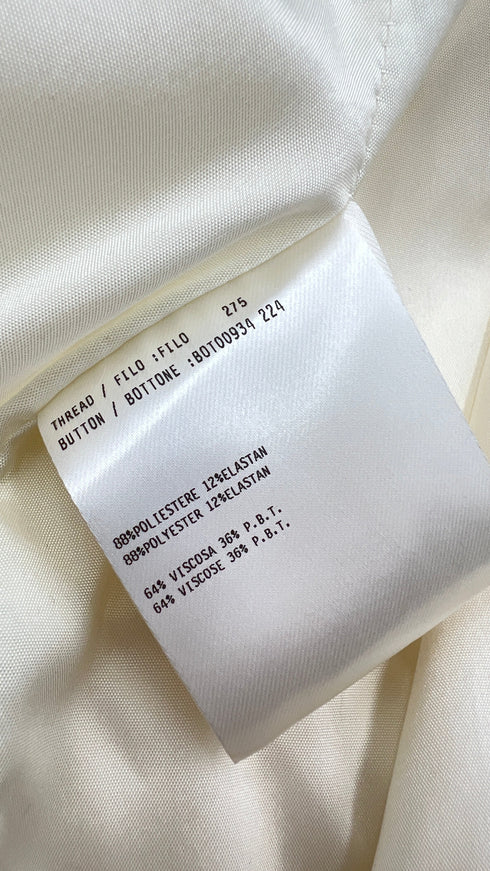 THREAD / FILO :FILO 275
BUTTON / BOTTONE :BOT00934 224
88%POLIESTERE 12%ELASTAN
88%POLYESTER 12%ELASTAN
64% VISCOSA 36% P.B.T.
64% VISCOSE 36% P.B.T.